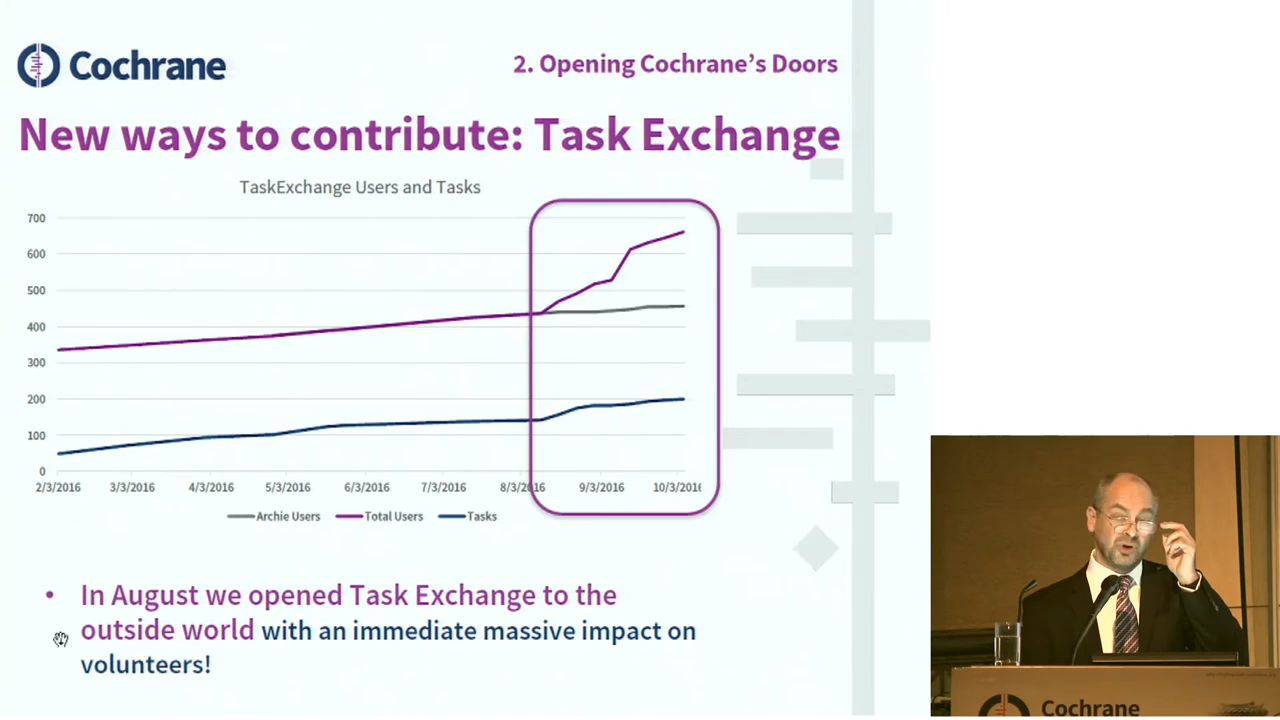 Cochrane
2. Opening Cochrane's Doors
New ways to contribute: Task Exchange
TaskExchange Users and Tasks
700
600
500
400
300
200
100
0
2/3/2016 3/3/2016 4/3/2016 5/3/2016 6/3/2016 7/3/2016 8/3/2016 9/3/2016 10/3/2016
Archie Users Total Users Tasks
• In August we opened Task Exchange to the
outside world with an immediate massive impact on
volunteers!
Cochrane